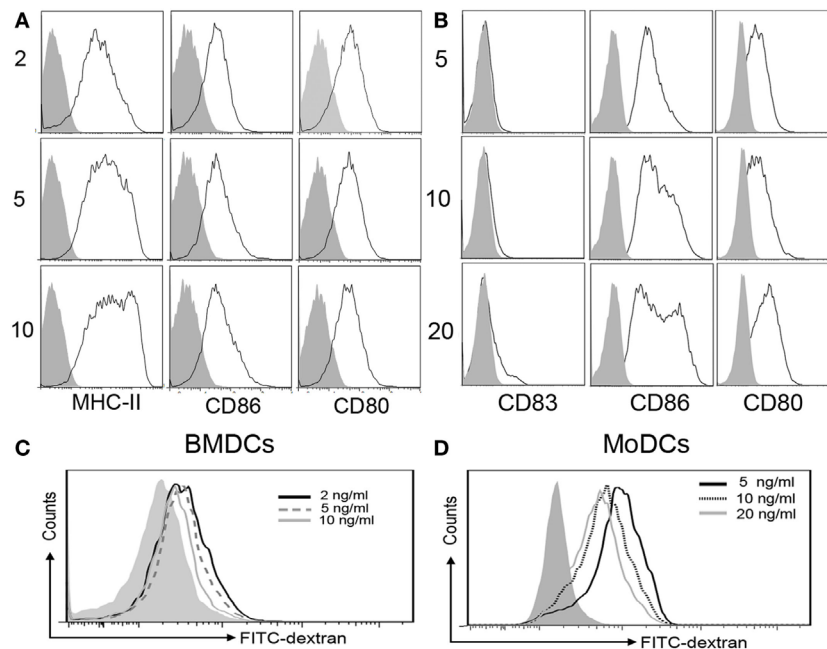 A
B
2
5
10
MHC-II
CD86
CD80
5
10
20
CD83
CD86
CD80
C
BMDCs
Counts
2 ng/ml
5 ng/ml
10 ng/ml
FITC-dextran
D
MoDCs
Counts
5 ng/ml
10 ng/ml
20 ng/ml
FITC-dextran